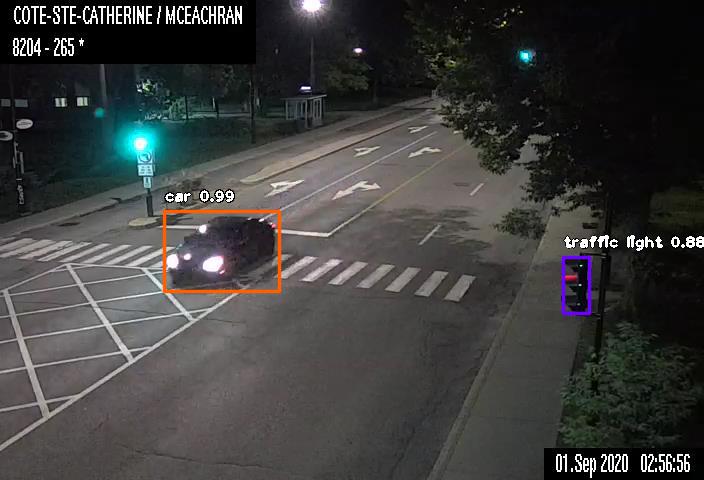 COTE-STE-CATHERINE / MCEACHRAN
8204 - 265 *
car 0.99
traffic light 0.88
01.Sep 2020 02:56:56